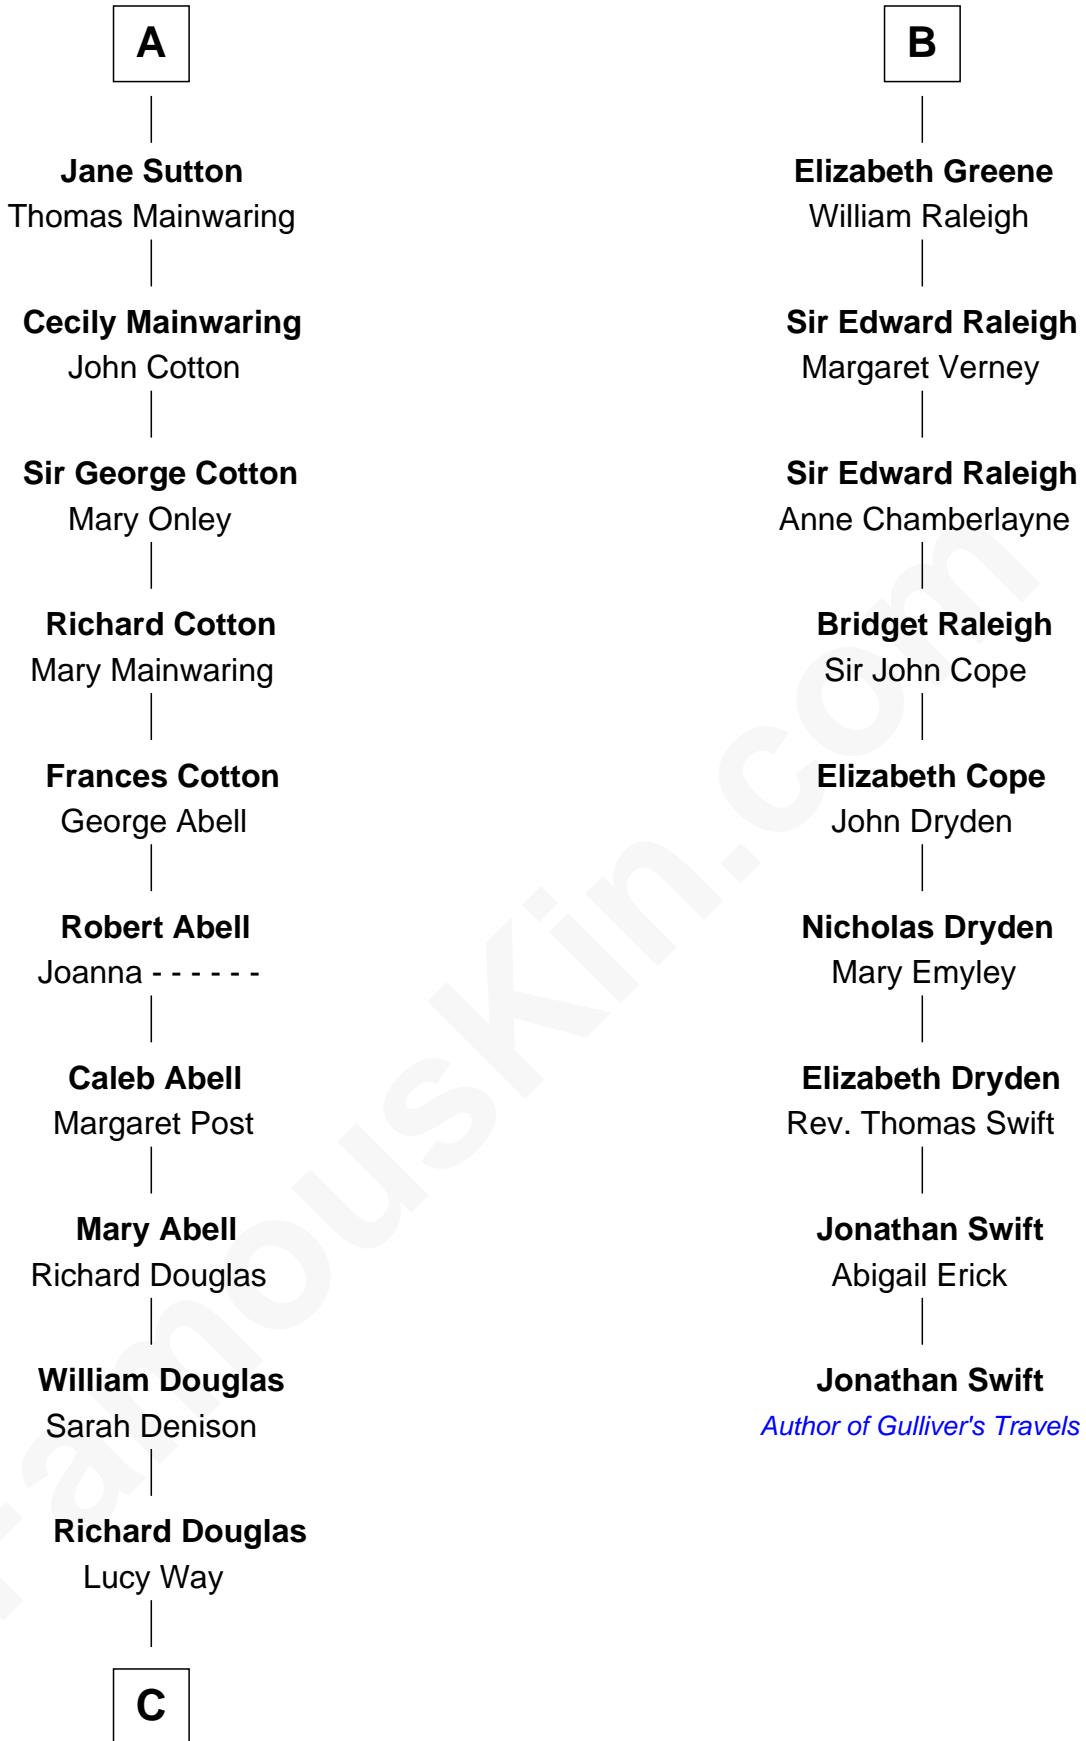 A
Jane Sutton
Thomas Mainwaring
Cecily Mainwaring
John Cotton
Sir George Cotton
Mary Onley
Richard Cotton
Mary Mainwaring
Frances Cotton
George Abell
Robert Abell
Joanna - - - - - -
Caleb Abell
Margaret Post
Mary Abell
Richard Douglas
William Douglas
Sarah Denison
Richard Douglas
Lucy Way
C
B
Elizabeth Greene
William Raleigh
Sir Edward Raleigh
Margaret Verney
Sir Edward Raleigh
Anne Chamberlayne
Bridget Raleigh
Sir John Cope
Elizabeth Cope
John Dryden
Nicholas Dryden
Mary Emyley
Elizabeth Dryden
Rev. Thomas Swift
Jonathan Swift
Abigail Erick
Jonathan Swift
Author of Gulliver's Travels
FamousKin.com